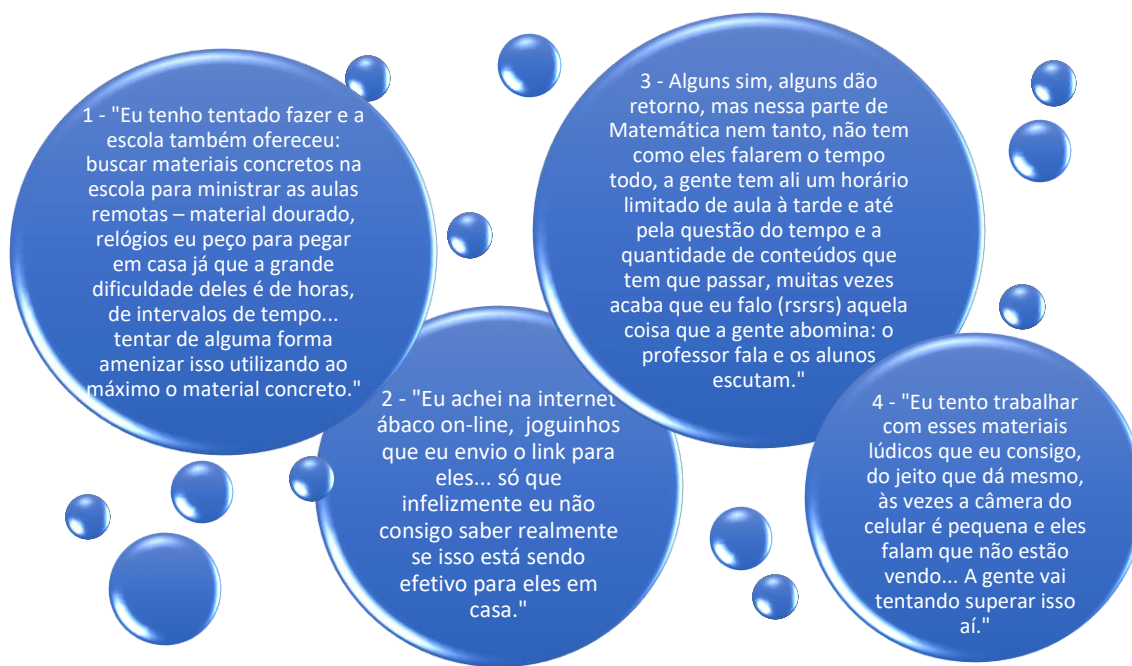 1 - "Eu tenho tentado fazer e a
escola também ofereceu:
buscar materiais concretos na
escola para ministrar as aulas
remotas – material dourado,
relógios eu peço para pegar
em casa já que a grande
dificuldade deles é de horas,
de intervalos de tempo...
tentar de alguma forma
amenizar isso utilizando ao
máximo o material concreto."
2 - "Eu achei na internet
ábaco on-line, joguinhos
que eu envio o link para
eles... só que
infelizmente eu não
consigo saber realmente
se isso está sendo
efetivo para eles em
casa."
3 - Alguns sim, alguns dão
retorno, mas nessa parte de
Matemática nem tanto, não tem
como eles falarem o tempo
todo, a gente tem ali um horário
limitado de aula à tarde e até
pela questão do tempo e a
quantidade de conteúdos que
tem que passar, muitas vezes
acaba que eu falo (rsrsrs) aquela
coisa que a gente abomina: o
professor fala e os alunos
escutam."
4 - "Eu tento trabalhar
com esses materiais
lúdicos que eu consigo,
do jeito que dá mesmo,
às vezes a câmera do
celular é pequena e eles
falam que não estão
vendo... A gente vai
tentando superar isso
aí."